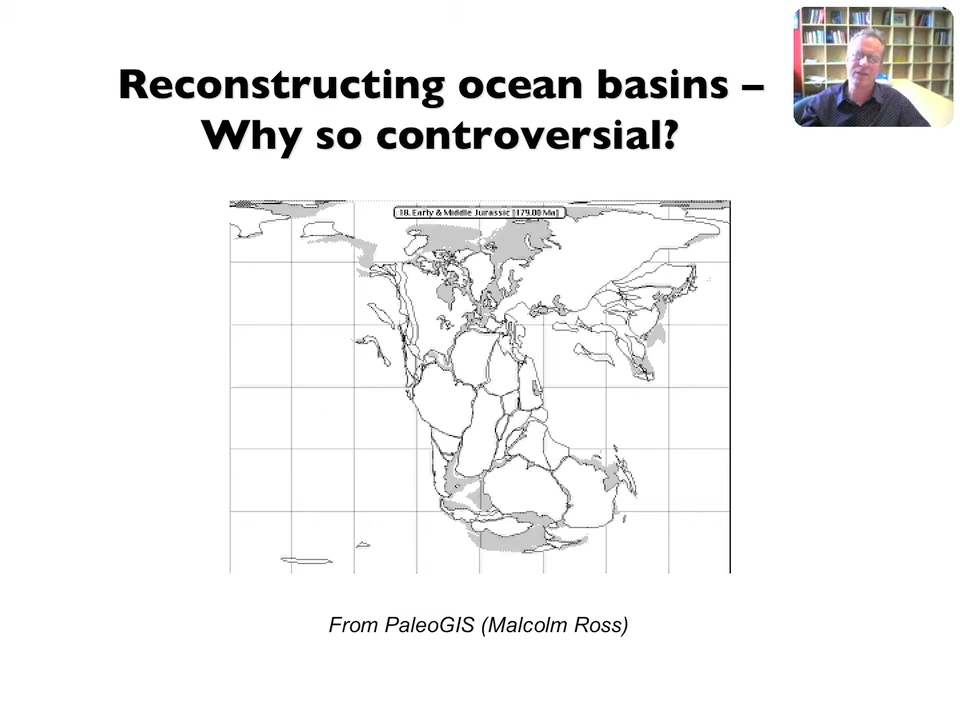 Reconstructing ocean basins –
Why so controversial?
18. Early & Middle Jurassic [179.00 Ma]
From PaleoGIS (Malcolm Ross)